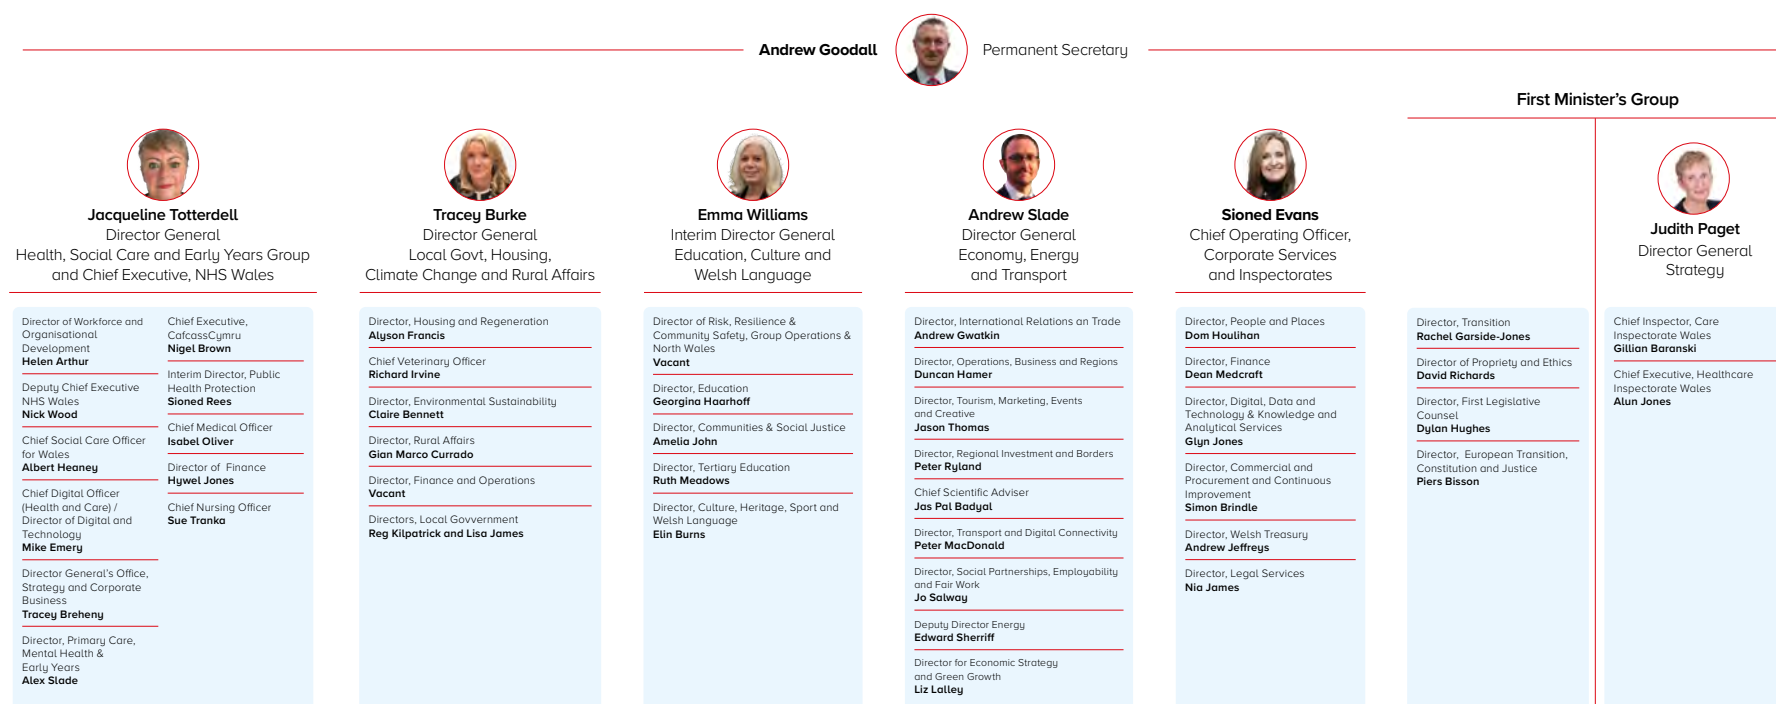 Andrew Goodall Permanent Secretary
First Minister's Group
Jacqueline Totterdell
Director General
Health, Social Care and Early Years Group
and Chief Executive, NHS Wales
Director of Workforce and
Organisational
Development
Helen Arthur
Deputy Chief Executive
NHS Wales
Nick Wood
Chief Social Care Officer
for Wales
Albert Heaney
Chief Digital Officer
(Health and Care) /
Director of Digital and
Technology
Mike Emery
Director General's Office,
Strategy and Corporate
Business
Tracey Breheny
Director, Primary Care,
Mental Health &
Early Years
Alex Slade
Chief Executive,
CafcassCymru
Nigel Brown
Interim Director, Public
Health Protection
Sioned Rees
Chief Medical Officer
Isabel Oliver
Director of Finance
Hywel Jones
Chief Nursing Officer
Sue Tranka
Tracey Burke
Director General
Local Govt, Housing,
Climate Change and Rural Affairs
Director, Housing and Regeneration
Alyson Francis
Chief Veterinary Officer
Richard Irvine
Director, Environmental Sustainability
Claire Bennett
Director, Rural Affairs
Gian Marco Currado
Director, Finance and Operations
Vacant
Directors, Local Govvernment
Reg Kilpatrick and Lisa James
Emma Williams
Interim Director General
Education, Culture and
Welsh Language
Director of Risk, Resilience &
Community Safety, Group Operations &
North Wales
Vacant
Director, Education
Georgina Haarhoff
Director, Communities & Social Justice
Amelia John
Director, Tertiary Education
Ruth Meadows
Director, Culture, Heritage, Sport and
Welsh Language
Elin Burns
Andrew Slade
Director General
Economy, Energy
and Transport
Director, International Relations an Trade
Andrew Gwatkin
Director, Operations, Business and Regions
Duncan Hamer
Director, Tourism, Marketing, Events
and Creative
Jason Thomas
Director, Regional Investment and Borders
Peter Ryland
Chief Scientific Adviser
Jas Pal Badyal
Director, Transport and Digital Connectivity
Peter MacDonald
Director, Social Partnerships, Employability
and Fair Work
Jo Salway
Deputy Director Energy
Edward Sherriff
Director for Economic Strategy
and Green Growth
Liz Lalley
Sioned Evans
Chief Operating Officer,
Corporate Services
and Inspectorates
Director, People and Places
Dom Houlihan
Director, Finance
Dean Medcraft
Director, Digital, Data and
Technology & Knowledge and
Analytical Services
Glyn Jones
Director, Commercial and
Procurement and Continuous
Improvement
Simon Brindle
Director, Welsh Treasury
Andrew Jeffreys
Director, Legal Services
Nia James
Director, Transition
Rachel Garside-Jones
Director of Propriety and Ethics
David Richards
Director, First Legislative
Counsel
Dylan Hughes
Director, European Transition,
Constitution and Justice
Piers Bisson
Judith Paget
Director General
Strategy
Chief Inspector, Care
Inspectorate Wales
Gillian Baranski
Chief Executive, Healthcare
Inspectorate Wales
Alun Jones